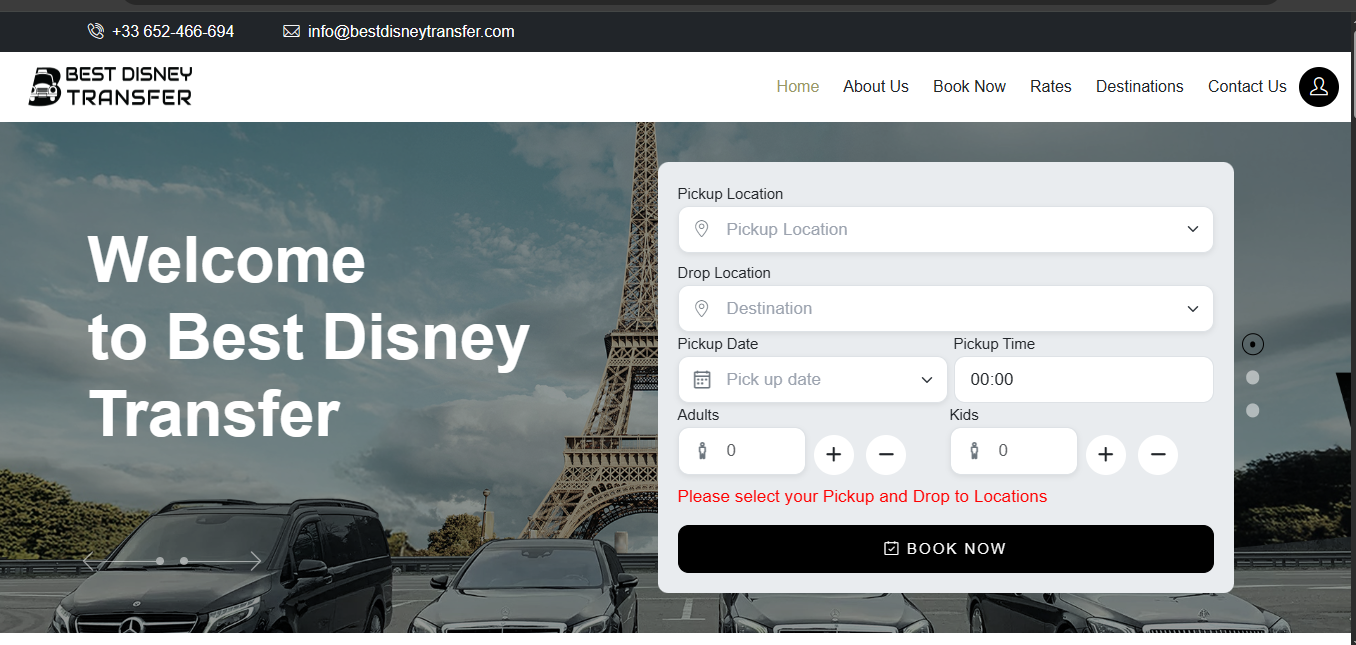 +33 652-466-694
info@bestdisneytransfer.com
BEST DISNEY
TRANSFER
Home
About Us
Book Now
Rates
Destinations
Contact Us
Welcome
to Best Disney
Transfer
Pickup Location
Pickup Location
Drop Location
Destination
Pickup Date
Pickup Time
Pick up date
00:00
Adults
Kids
0
0
Please select your Pickup and Drop to Locations
BOOK NOW